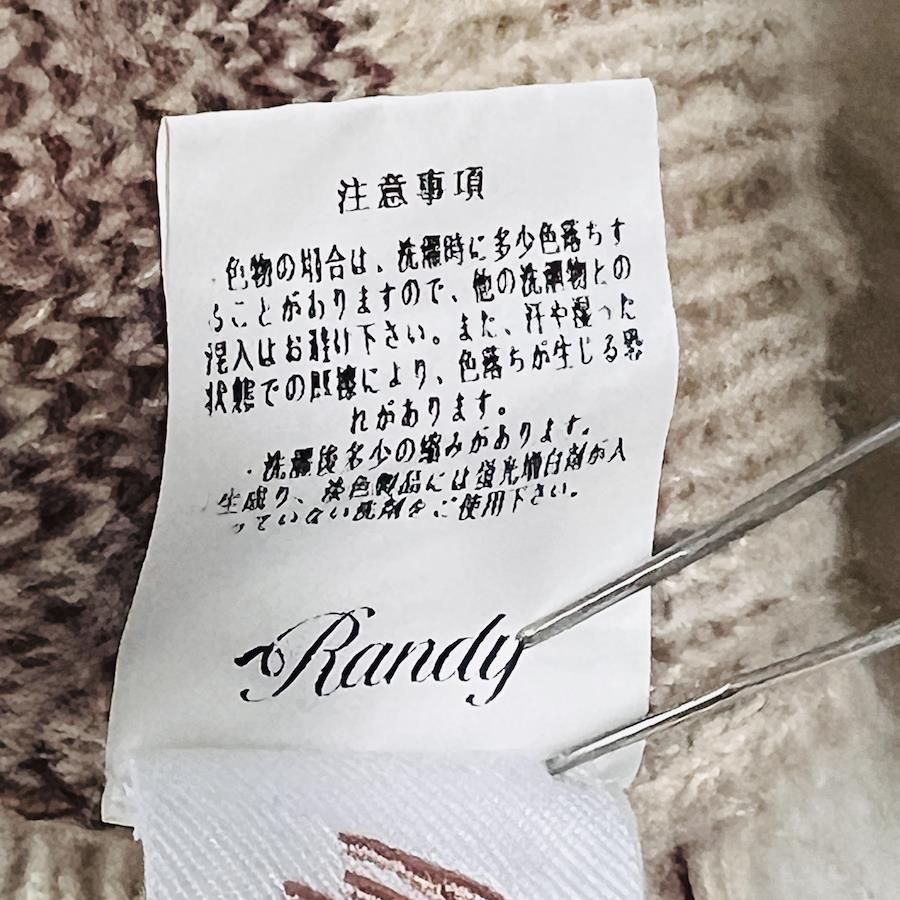 注意事項
色物の場合は、洗濯時に多少色落ちす
ることがありますので、他の洗濯物との
混入はお避け下さい。また、汗や湿った
状態での摩擦により、色落ちが生じる恐
れがあります。
・洗濯後多少の縮みがあります。
生成り、淡色製品には蛍光増白剤が入
っていない洗剤をご使用下さい。
Randy